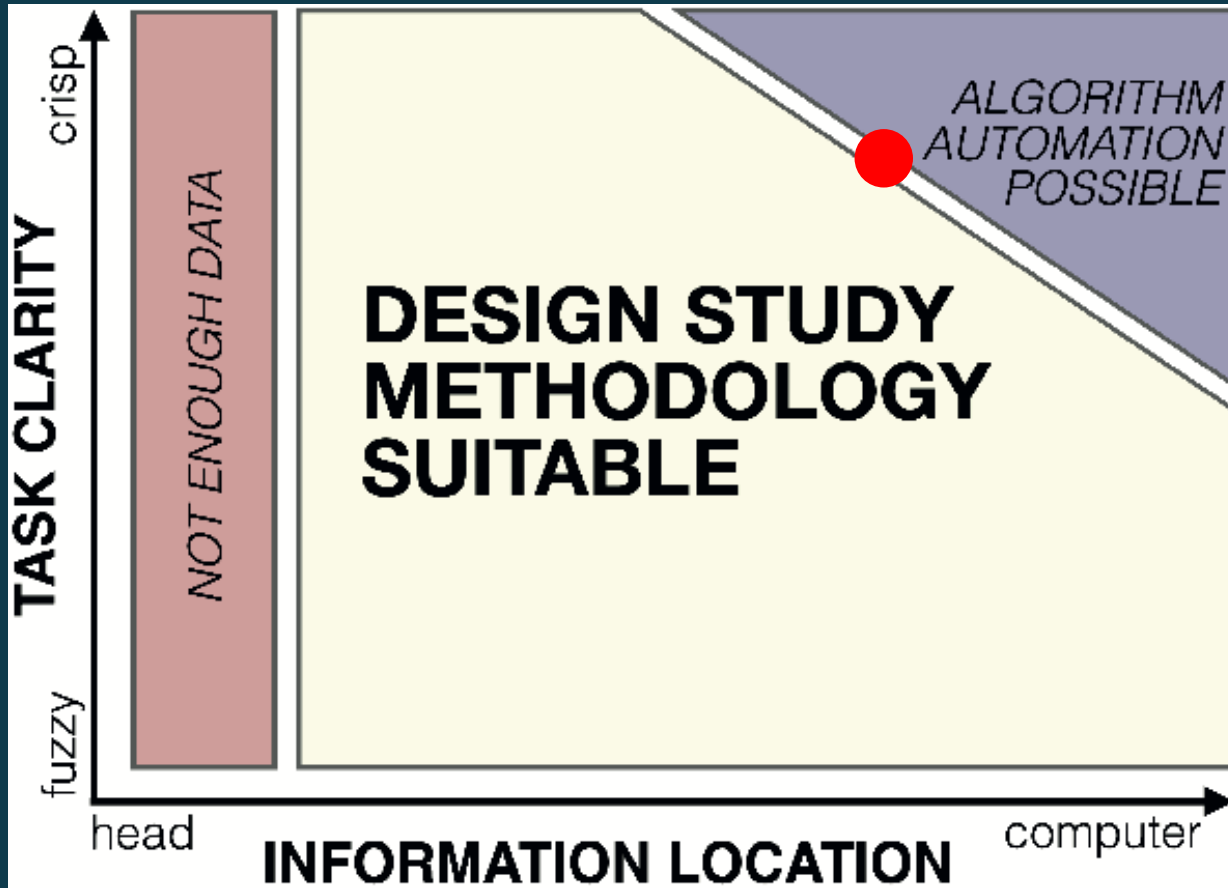 crisp
TASK CLARITY
fuzzy
NOT ENOUGH DATA
DESIGN STUDY
METHODOLOGY
SUITABLE
ALGORITHM
AUTOMATION
POSSIBLE
head
INFORMATION LOCATION
computer